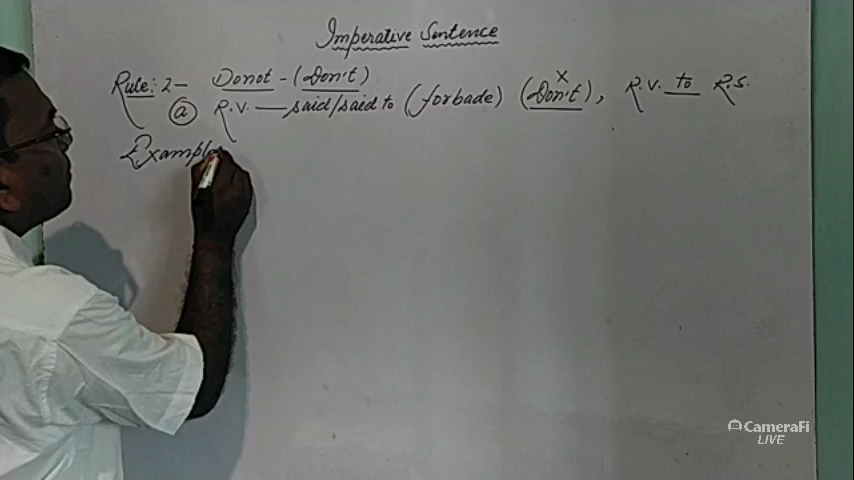 Imperative Sentence
Rule: 2- Donot - (Don't)
x
(a) R.V. — said/said to (forbade) (Don't), R.V. to R.S.
Example
CameraFi
LIVE